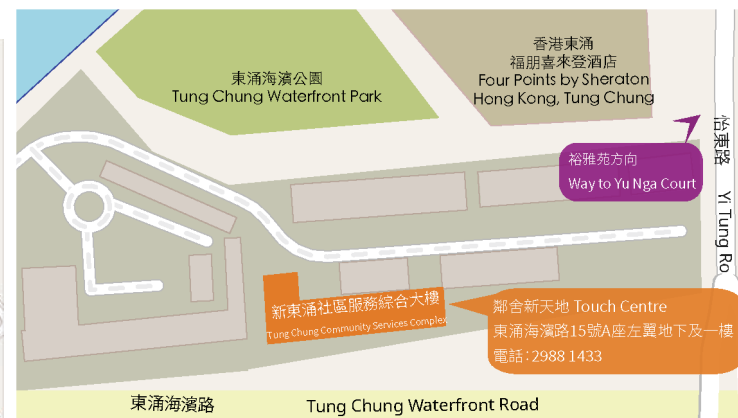 東涌海濱公園
Tung Chung Waterfront Park
香港東涌
福朋喜來登酒店
Four Points by Sheraton
Hong Kong, Tung Chung
怡東路 Yi Tung Ro
裕雅苑方向
Way to Yu Nga Court
新東涌社區服務綜合大樓
Tung Chung Community Services Complex
鄰舍新天地 Touch Centre
東涌海濱路15號A座左翼地下及一樓
電話：2988 1433
東涌海濱路 Tung Chung Waterfront Road